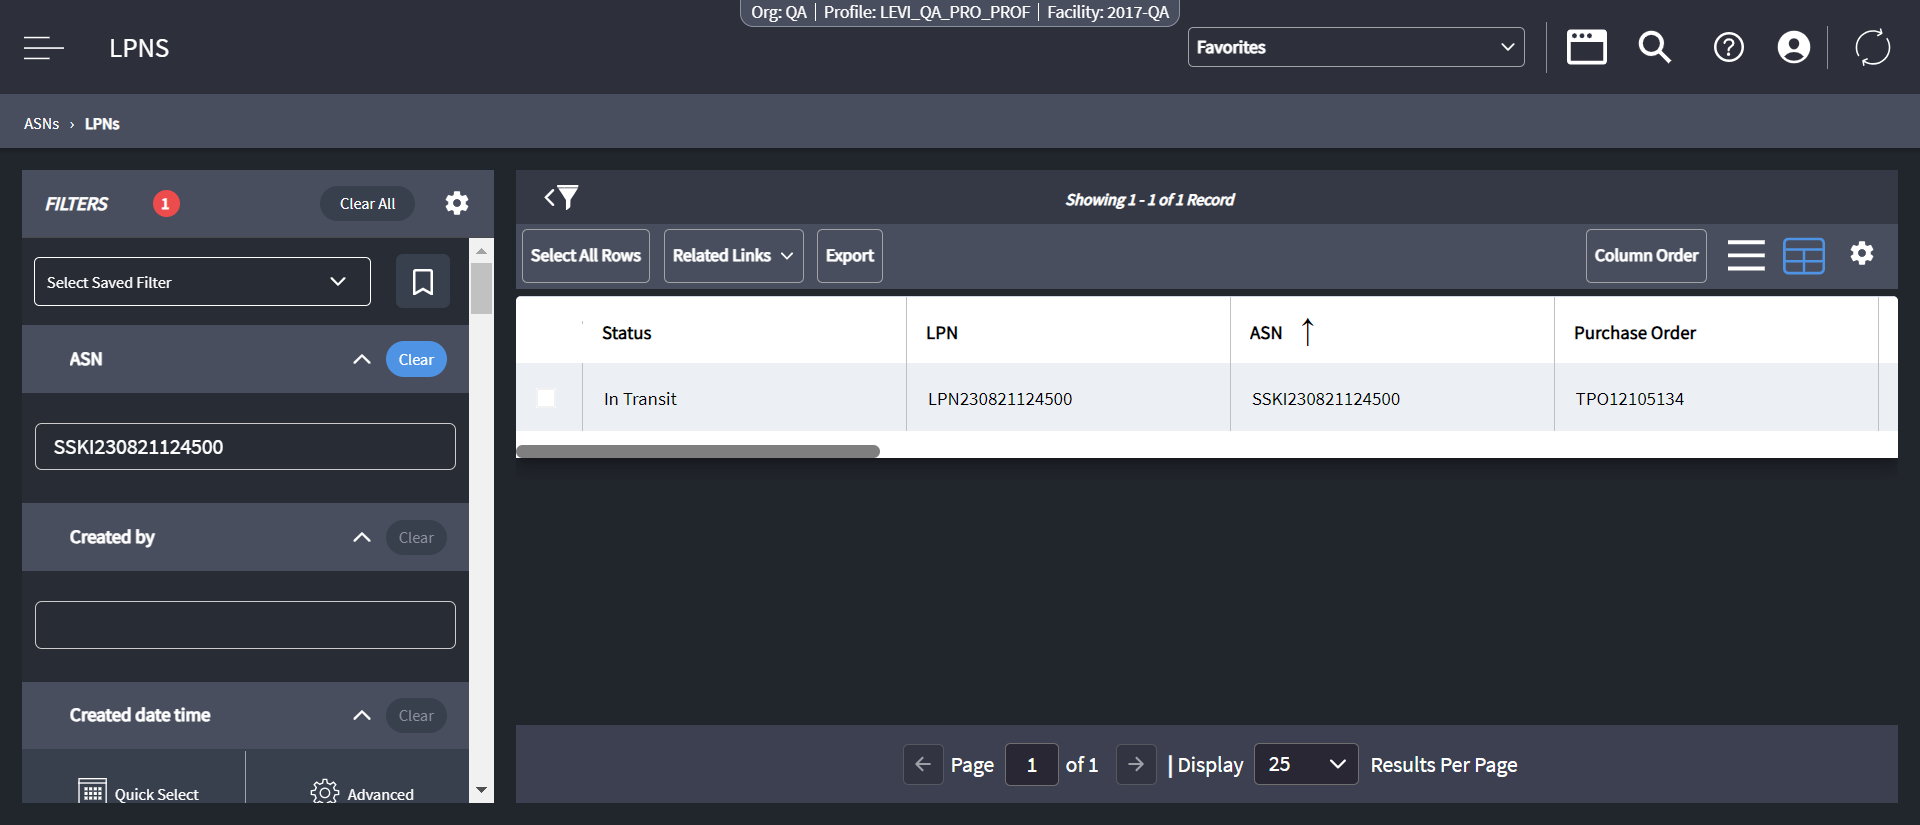 Org: QA | Profile: LEVI_QA_PRO_PROF | Facility: 2017-QA
LPNS
Favorites
ASNs › LPNs
FILTERS 1 Clear All
Select Saved Filter
ASN Clear
SSKI230821124500
Created by Clear
Created date time Clear
Quick Select Advanced
Showing 1 - 1 of 1 Record
Select All Rows Related Links Export Column Order
Status LPN ASN ↑ Purchase Order
In Transit LPN230821124500 SSKI230821124500 TPO12105134
Page 1 of 1 | Display 25 Results Per Page